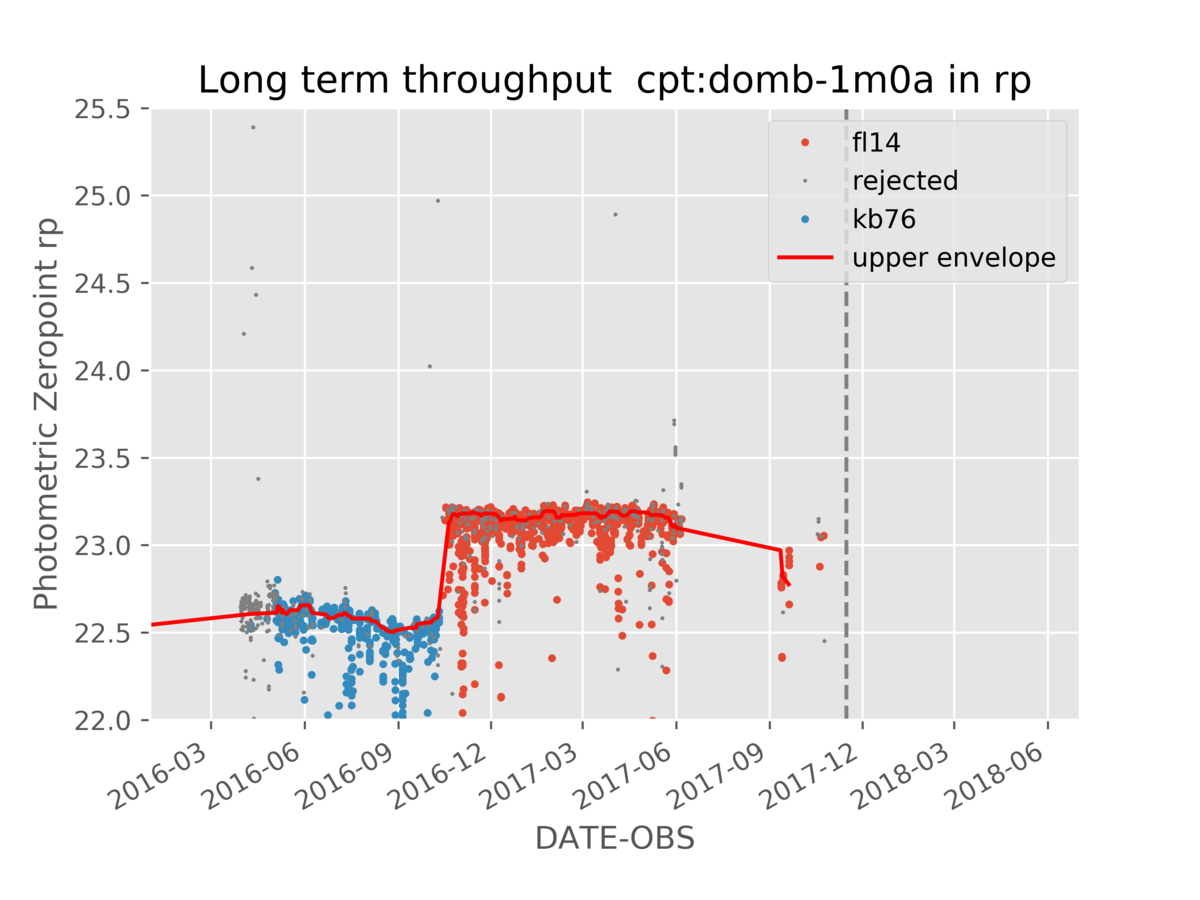 Long term throughput  cpt:domb-1m0a in rp
25.5
25.0
24.5
24.0
23.5
23.0
22.5
22.0
Photometric Zeropoint rp
fl14
rejected
kb76
upper envelope
2016-03
2016-06
2016-09
2016-12
2017-03
2017-06
2017-09
2017-12
2018-03
2018-06
DATE-OBS